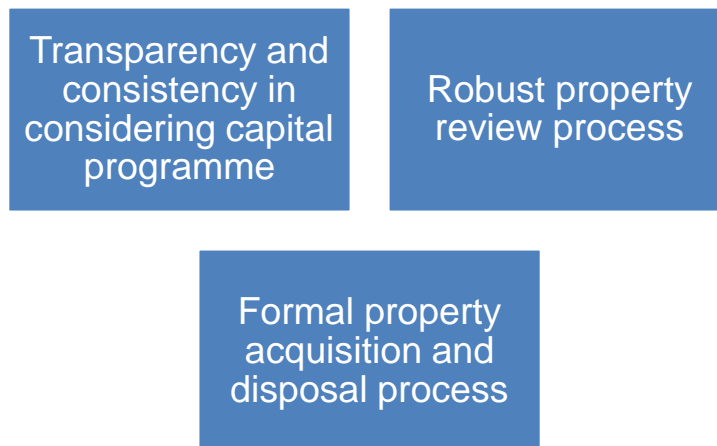 Transparency and
consistency in
considering capital
programme
Robust property
review process
Formal property
acquisition and
disposal process